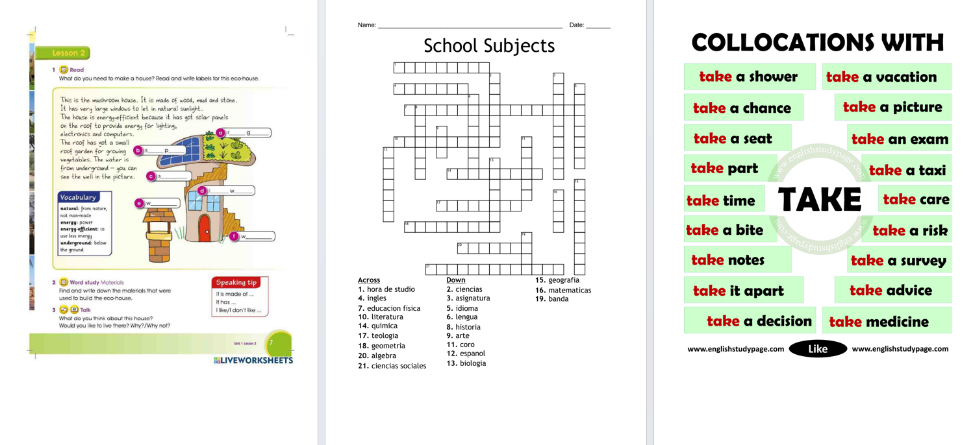 Lesson 2
1 Read
What do you need to make a house? Read and write labels for this eco-house.
This is the mushroom house. It is made of wood, mud and stone.
It has very large windows to let in natural sunlight.
The house is energy-efficient because it has got solar panels
on the roof to provide energy for lighting,
electronics and computers.
The roof has got a small
roof garden for growing
vegetables. The water is
from underground – you can
see the well in the picture.
a r g
b s p
c s
d l w
e w
f w
Vocabulary
natural: from nature,
not man-made
energy: power
energy efficient: to
use less energy
underground: below
the ground
2 Word study Materials
Find and write down the materials that were
used to build the eco-house.
3 Talk
What do you think about this house?
Would you like to live there? Why?/Why not?
Speaking tip
It is made of ...
It has ...
I like/I don't like ...
Unit 1 Lesson 2 7
LIVEWORKSHEETS
Name: Date:
School Subjects
Across
1. hora de studio
4. ingles
7. educacion fisica
10. literatura
14. quimica
17. teologia
18. geometria
20. algebra
21. ciencias sociales
Down
2. ciencias
3. asignatura
5. idioma
6. lengua
8. historia
9. arte
11. coro
12. espanol
13. biologia
15. geografia
16. matematicas
19. banda
COLLOCATIONS WITH
take a shower take a vacation
take a chance take a picture
take a seat take an exam
take part take a taxi
take time TAKE take care
take a bite take a risk
take notes take a survey
take it apart take advice
take a decision take medicine
www.englishstudypage.com Like www.englishstudypage.com